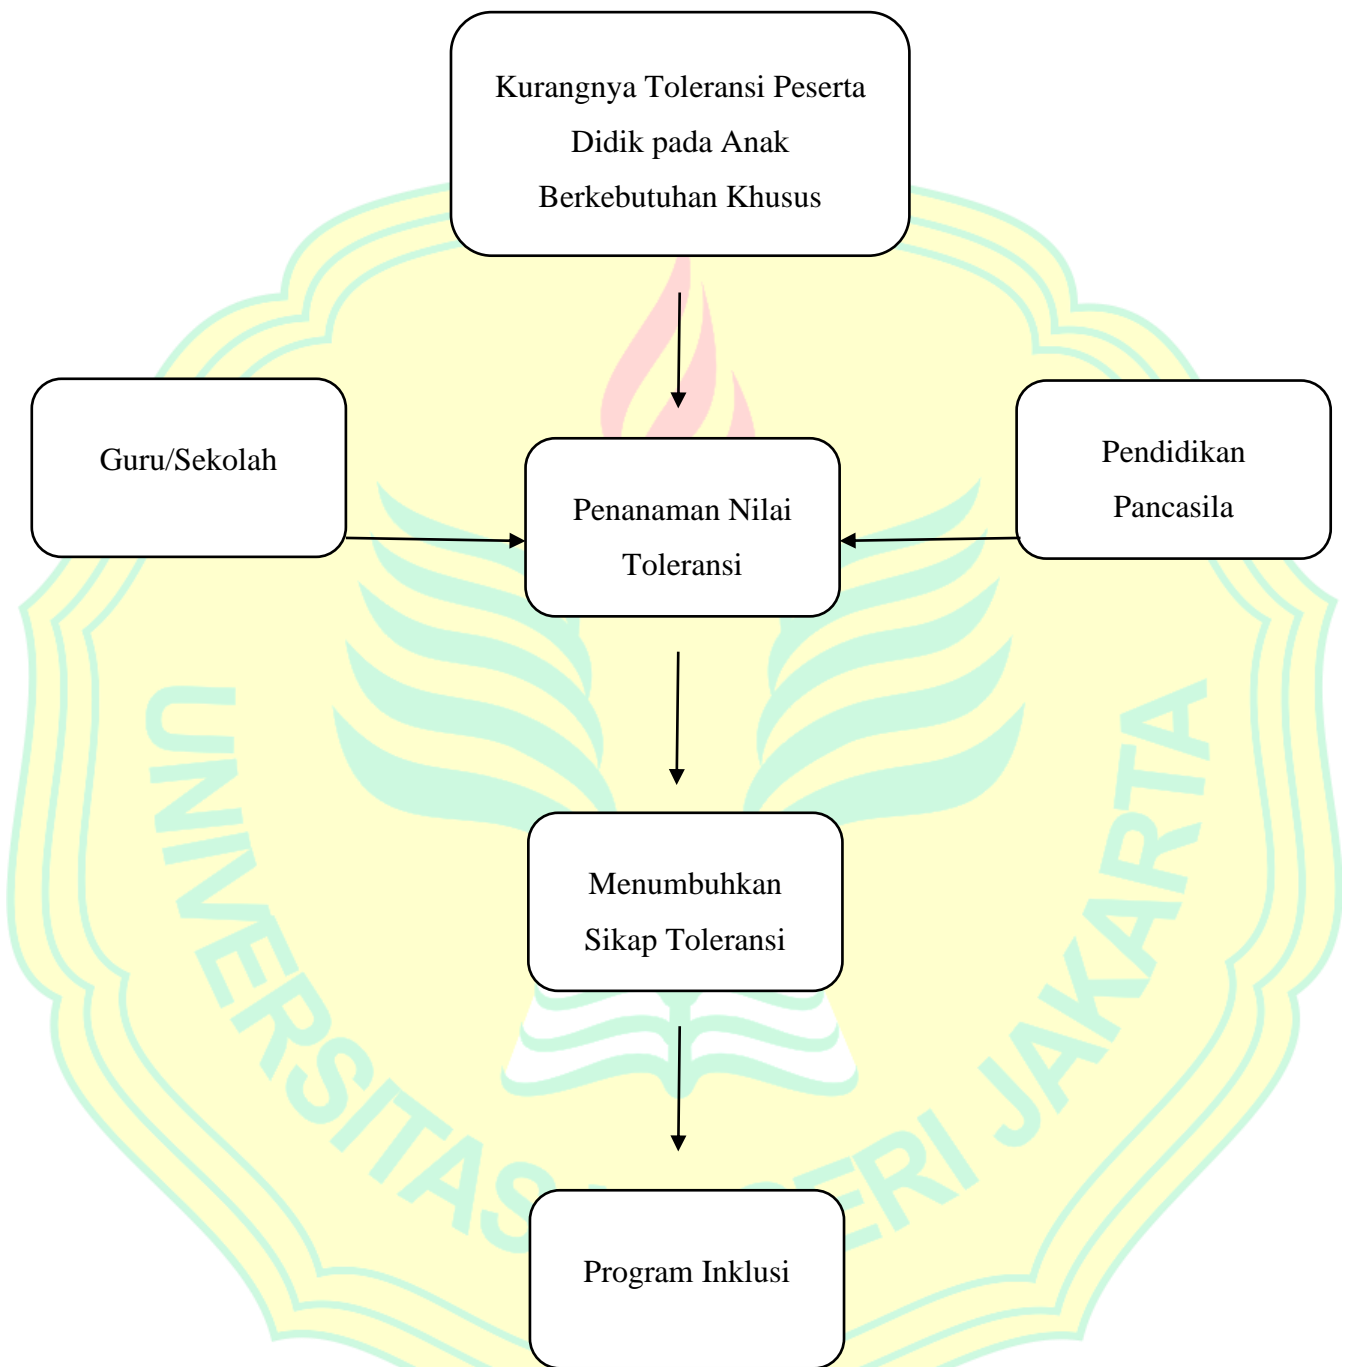 Kurangnya Toleransi Peserta
Didik pada Anak
Berkebutuhan Khusus
Guru/Sekolah
Pendidikan
Pancasila
Penanaman Nilai
Toleransi
Menumbuhkan
Sikap Toleransi
Program Inklusi
UNIVERSITAS ERI JAKARTA